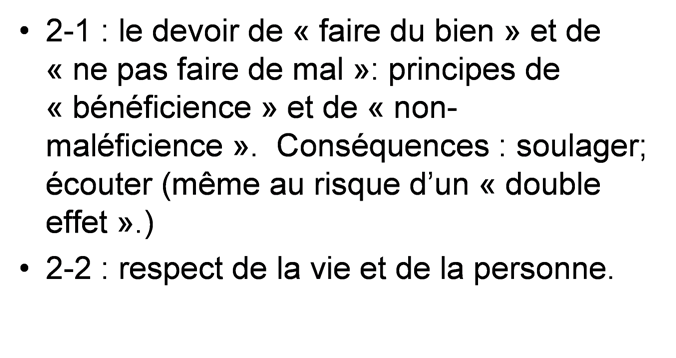 • 2-1 : le devoir de « faire du bien » et de
« ne pas faire de mal »: principes de
« bénéficience » et de « non-
maléficience ».  Conséquences : soulager;
écouter (même au risque d’un « double
effet ».)
• 2-2 : respect de la vie et de la personne.